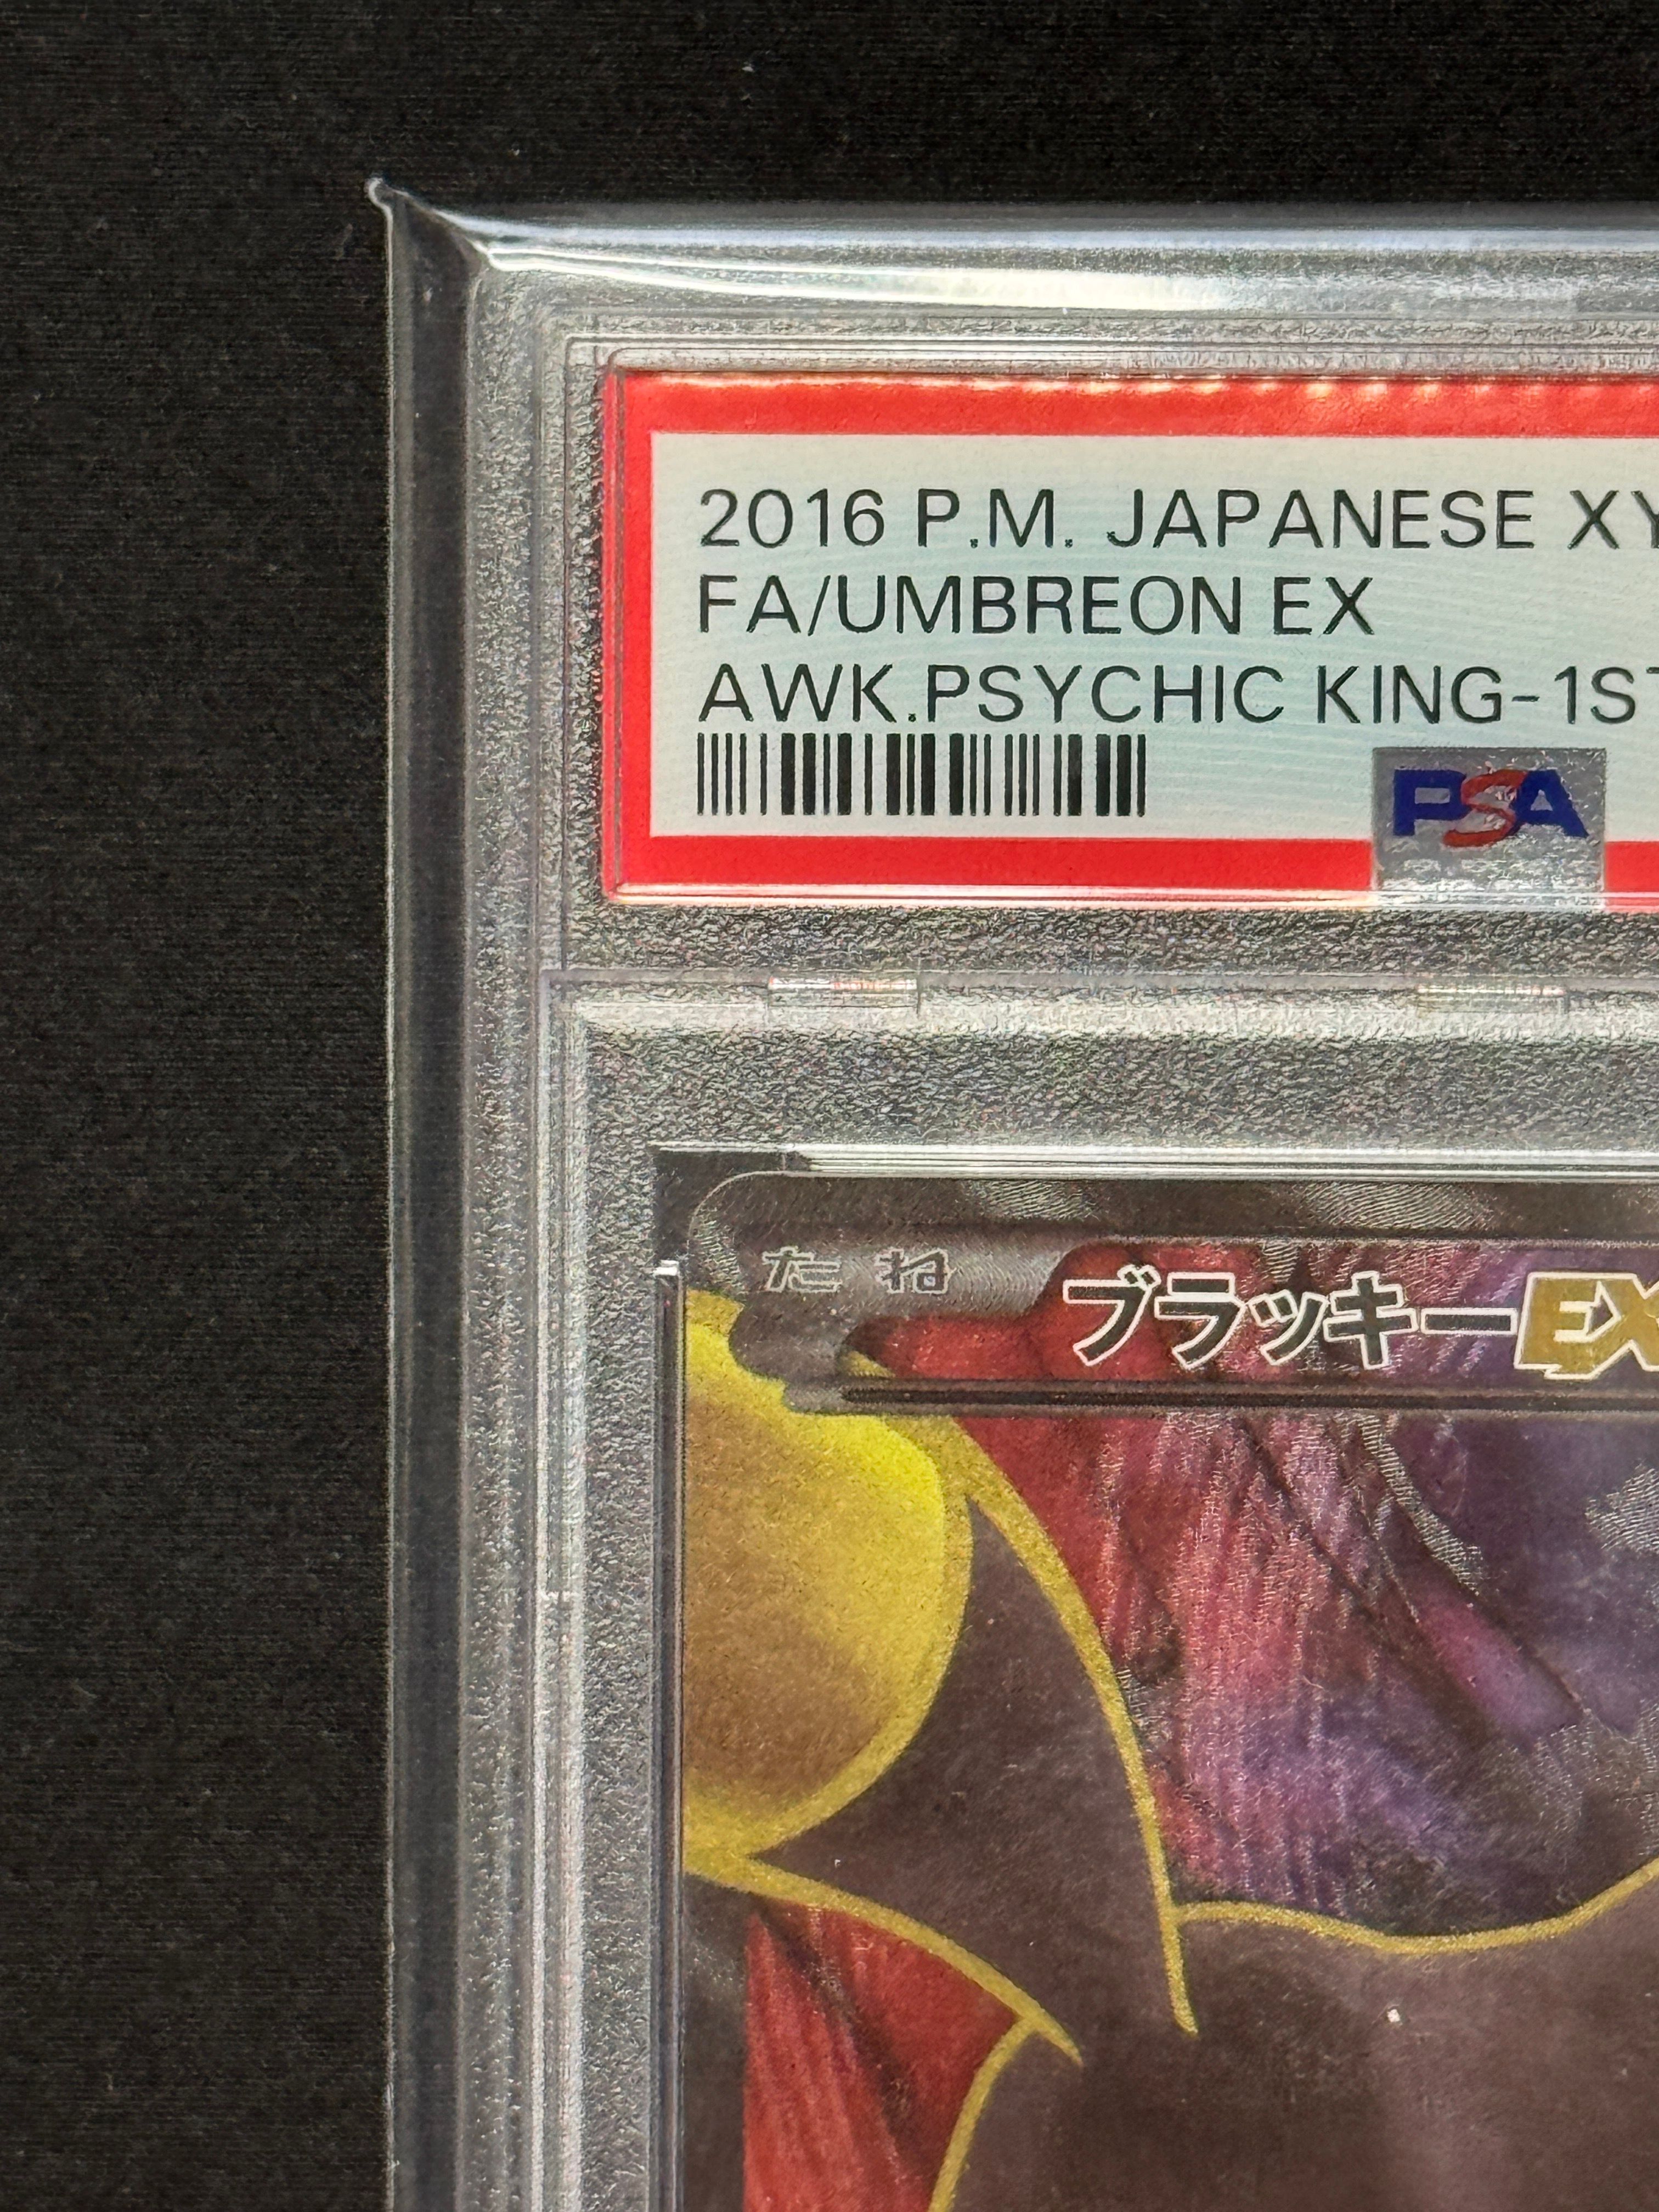 2016 P.M. JAPANESE XY
FA/UMBREON EX
AWK.PSYCHIC KING-1ST
PSA
たね
ブラッキーEX